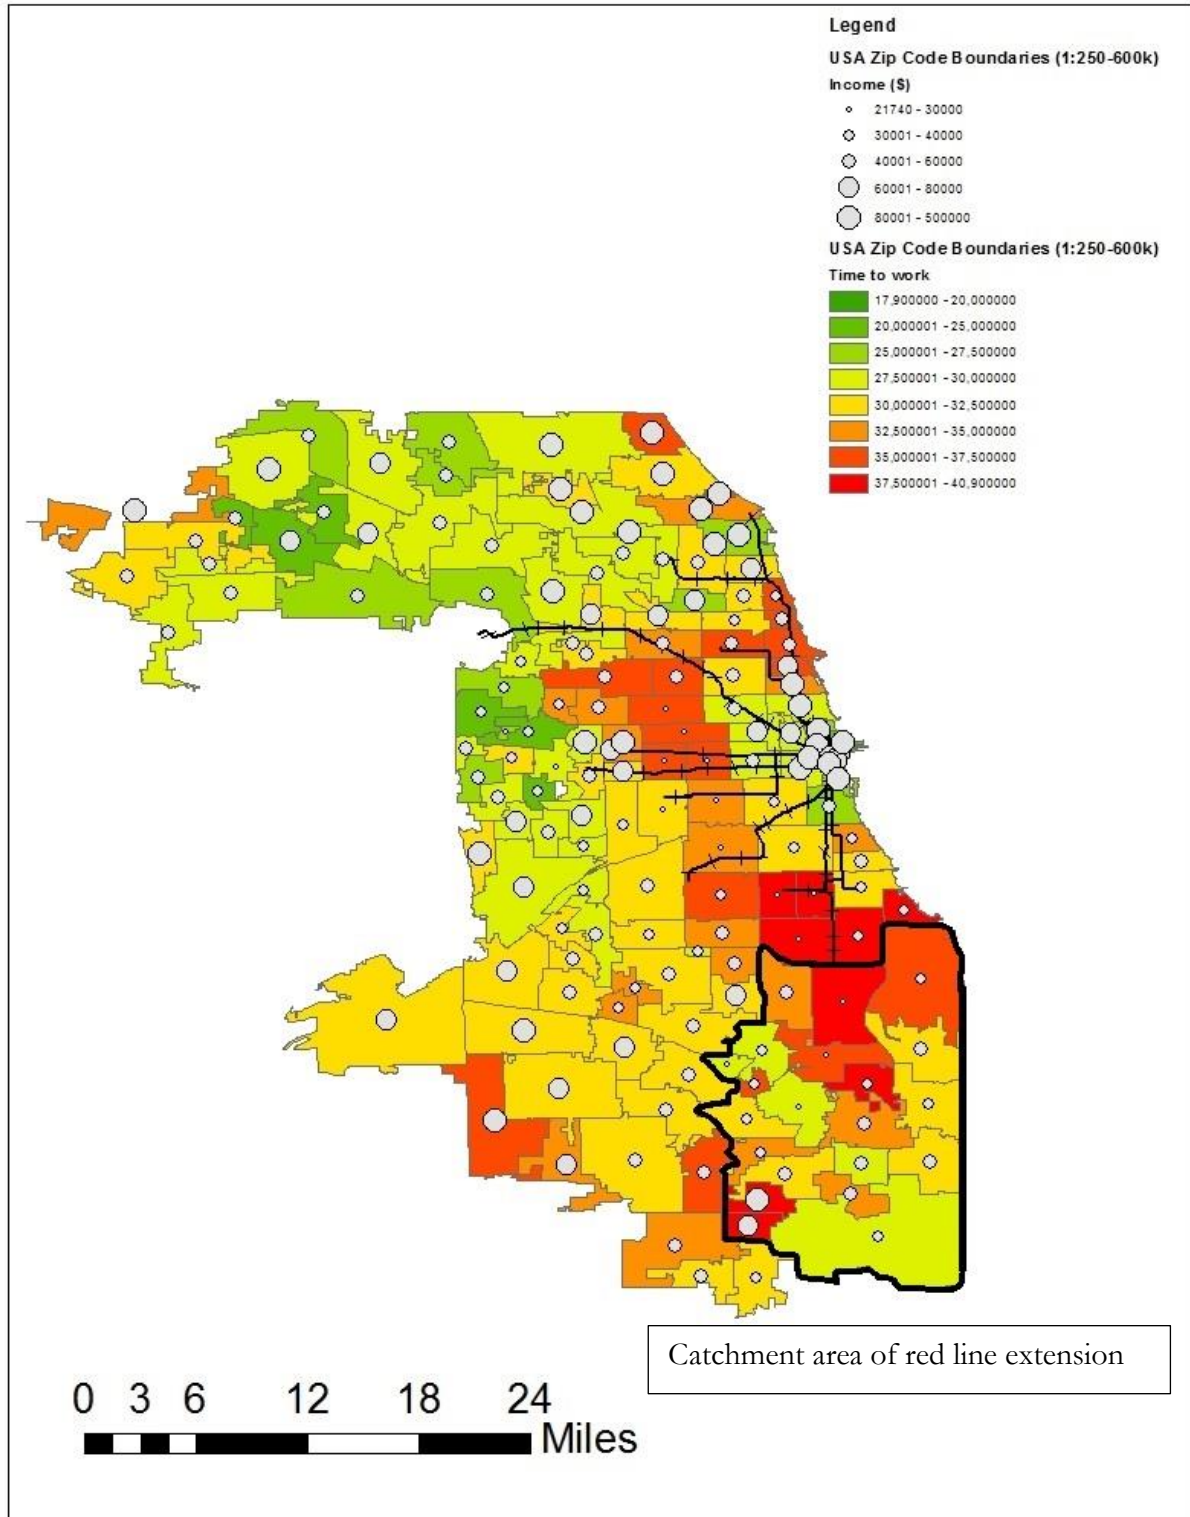 Legend
USA Zip Code Boundaries (1:250-600k)
Income ($)
21740 - 30000
30001 - 40000
40001 - 60000
60001 - 80000
80001 - 500000
USA Zip Code Boundaries (1:250-600k)
Time to work
17,900000 - 20,000000
20,000001 - 25,000000
25,000001 - 27,500000
27,500001 - 30,000000
30,000001 - 32,500000
32,500001 - 35,000000
35,000001 - 37,500000
37,500001 - 40,900000
Catchment area of red line extension
0 3 6 12 18 24
Miles